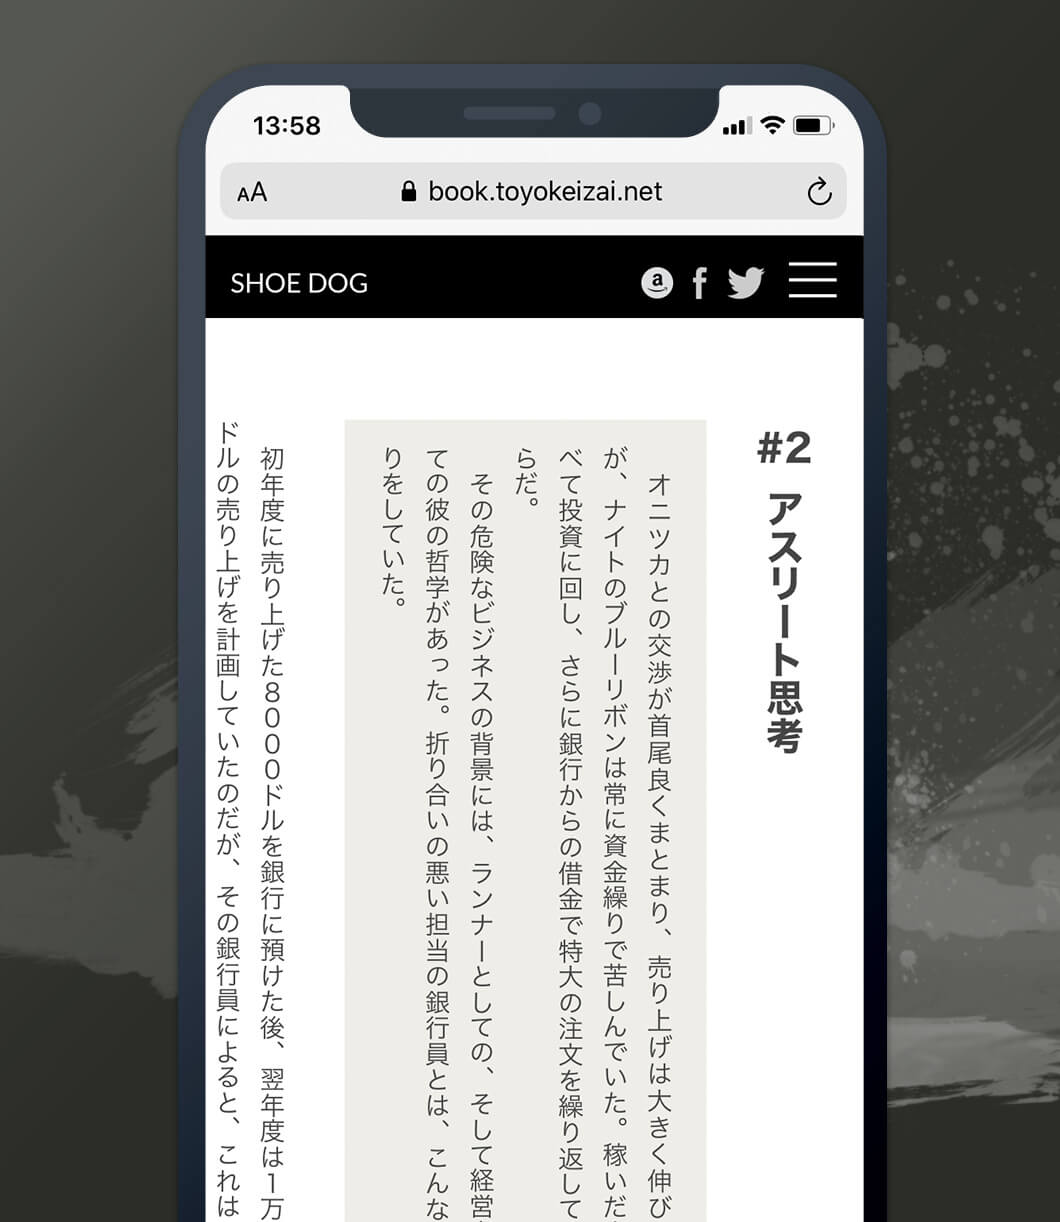 13:58
AA
book.toyokeizai.net
SHOE DOG
#2 アスリート思考
オニツカとの交渉が首尾良くまとまり、売り上げは大きく伸び
が、ナイトのブルーリボンは常に資金繰りで苦しんでいた。稼いだ
べて投資に回し、さらに銀行からの借金で特大の注文を繰り返して
らだ。
その危険なビジネスの背景には、ランナーとしての、そして経営
ての彼の哲学があった。折り合いの悪い担当の銀行員とは、こんな
りをしていた。
初年度に売り上げた8000ドルを銀行に預けた後、翌年度は1万
ドルの売り上げを計画していたのだが、その銀行員によると、これは